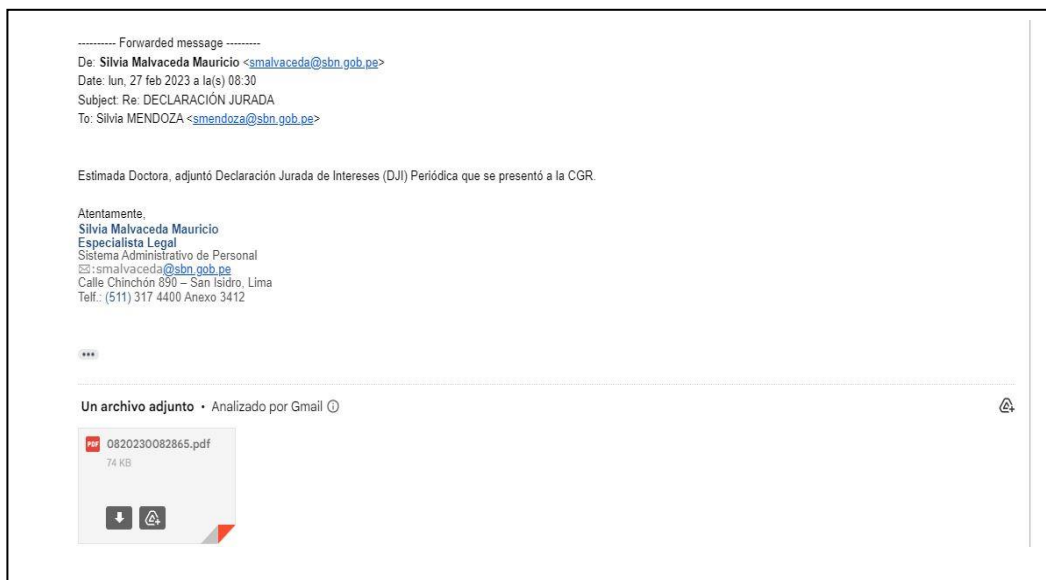 ---------- Forwarded message ---------
De: Silvia Malvaceda Mauricio <smalvaceda@sbn.gob.pe>
Date: lun, 27 feb 2023 a la(s) 08:30
Subject: Re: DECLARACIÓN JURADA
To: Silvia MENDOZA <smendoza@sbn.gob.pe>
Estimada Doctora, adjuntó Declaración Jurada de Intereses (DJI) Periódica que se presentó a la CGR.
Atentamente,
Silvia Malvaceda Mauricio
Especialista Legal
Sistema Administrativo de Personal
✉:smalvaceda@sbn.gob.pe
Calle Chinchón 890 – San Isidro, Lima
Telf.: (511) 317 4400 Anexo 3412
•••
Un archivo adjunto • Analizado por Gmail ⓘ
PDF 0820230082865.pdf
74 KB